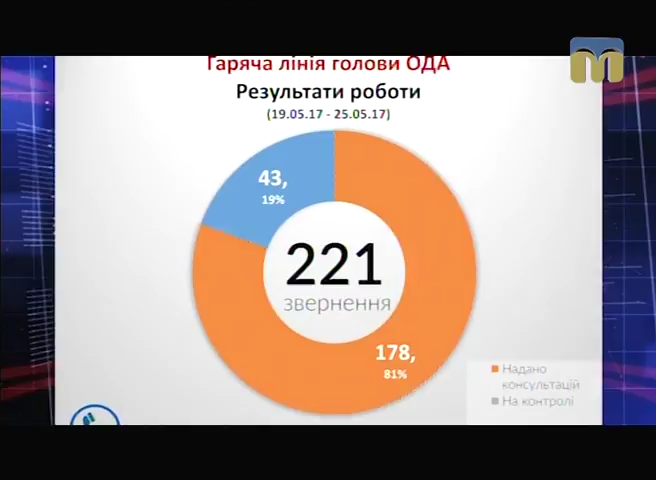 Гаряча лінія голови ОДА
Результати роботи
(19.05.17 - 25.05.17)
43,
19%
221
звернення
178,
81%
Надано
консультацій
На контролі